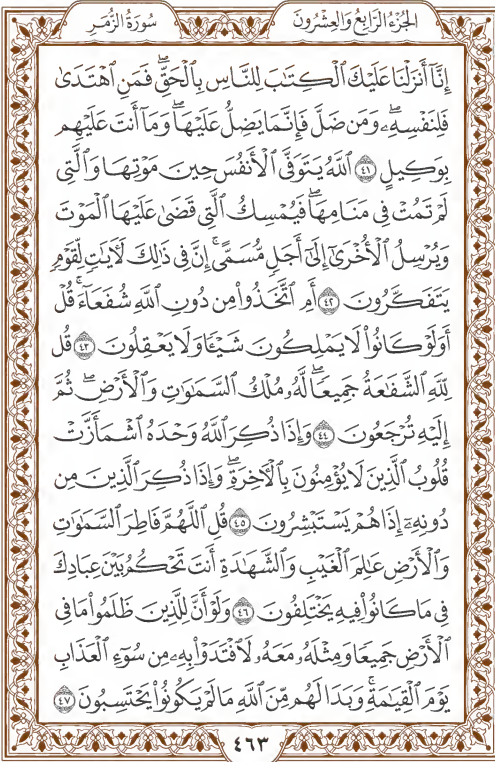 سُورَةُ الزُّمَرِ
الجُزْءُ الرَّابِعُ وَالعِشْرُونَ
إِنَّآ أَنزَلْنَا عَلَيْكَ ٱلْكِتَٰبَ لِلنَّاسِ بِٱلْحَقِّۖ فَمَنِ ٱهْتَدَىٰ
فَلِنَفْسِهِۦۖ وَمَن ضَلَّ فَإِنَّمَا يَضِلُّ عَلَيْهَاۖ وَمَآ أَنتَ عَلَيْهِم
بِوَكِيلٍ ٤١ ٱللَّهُ يَتَوَفَّى ٱلْأَنفُسَ حِينَ مَوْتِهَا وَٱلَّتِى
لَمْ تَمُتْ فِى مَنَامِهَاۖ فَيُمْسِكُ ٱلَّتِى قَضَىٰ عَلَيْهَا ٱلْمَوْتَ
وَيُرْسِلُ ٱلْأُخْرَىٰٓ إِلَىٰٓ أَجَلٍ مُّسَمًّىۚ إِنَّ فِى ذَٰلِكَ لَءَايَٰتٍ لِّقَوْمٍ
يَتَفَكَّرُونَ ٤٢ أَمِ ٱتَّخَذُوا۟ مِن دُونِ ٱللَّهِ شُفَعَآءَۚ قُلْ
أَوَلَوْ كَانُوا۟ لَا يَمْلِكُونَ شَيْـًٔا وَلَا يَعْقِلُونَ ٤٣ قُل
لِّلَّهِ ٱلشَّفَٰعَةُ جَمِيعًاۖ لَّهُۥ مُلْكُ ٱلسَّمَٰوَٰتِ وَٱلْأَرْضِۖ ثُمَّ
إِلَيْهِ تُرْجَعُونَ ٤٤ وَإِذَا ذُكِرَ ٱللَّهُ وَحْدَهُ ٱشْمَأَزَّتْ
قُلُوبُ ٱلَّذِينَ لَا يُؤْمِنُونَ بِٱلْءَاخِرَةِۖ وَإِذَا ذُكِرَ ٱلَّذِينَ مِن
دُونِهِۦٓ إِذَا هُمْ يَسْتَبْشِرُونَ ٤٥ قُلِ ٱللَّهُمَّ فَاطِرَ ٱلسَّمَٰوَٰتِ
وَٱلْأَرْضِ عَٰلِمَ ٱلْغَيْبِ وَٱلشَّهَٰدَةِ أَنتَ تَحْكُمُ بَيْنَ عِبَادِكَ
فِى مَا كَانُوا۟ فِيهِ يَخْتَلِفُونَ ٤٦ وَلَوْ أَنَّ لِلَّذِينَ ظَلَمُوا۟ مَا فِى
ٱلْأَرْضِ جَمِيعًا وَمِثْلَهُۥ مَعَهُۥ لَٱفْتَدَوْا۟ بِهِۦ مِن سُوٓءِ ٱلْعَذَابِ
يَوْمَ ٱلْقِيَٰمَةِۚ وَبَدَا لَهُم مِّنَ ٱللَّهِ مَا لَمْ يَكُونُوا۟ يَحْتَسِبُونَ ٤٧
٤٦٣